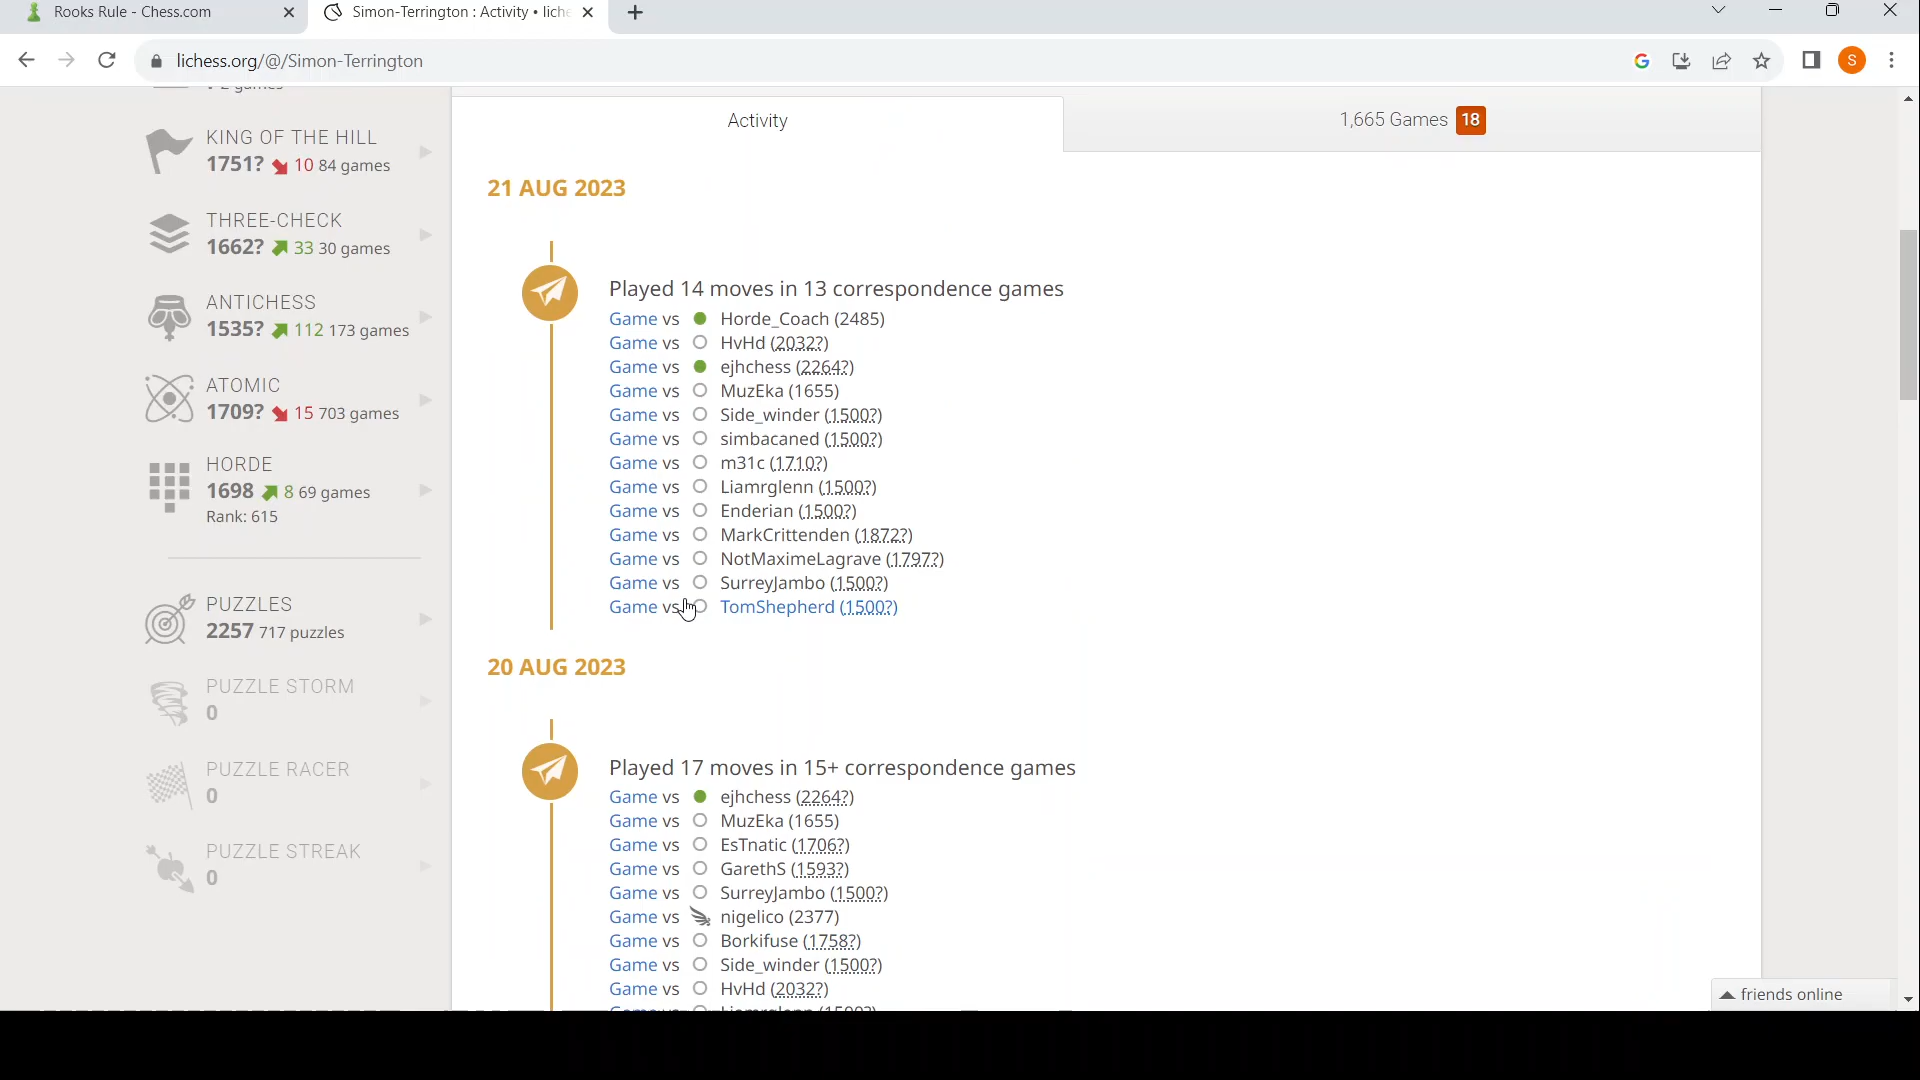 Rooks Rule - Chess.com
Simon-Terrington : Activity • liche
lichess.org/@/Simon-Terrington
S
2 games
KING OF THE HILL
1751? 10 84 games
THREE-CHECK
1662? 33 30 games
ANTICHESS
1535? 112 173 games
ATOMIC
1709? 15 703 games
HORDE
1698 8 69 games
Rank: 615
PUZZLES
2257 717 puzzles
PUZZLE STORM
0
PUZZLE RACER
0
PUZZLE STREAK
0
Activity
1,665 Games 18
21 AUG 2023
Played 14 moves in 13 correspondence games
Game vs Horde_Coach (2485)
Game vs HvHd (2032?)
Game vs ejhchess (2264?)
Game vs MuzEka (1655)
Game vs Side_winder (1500?)
Game vs simbacaned (1500?)
Game vs m31c (1710?)
Game vs Liamrglenn (1500?)
Game vs Enderian (1500?)
Game vs MarkCrittenden (1872?)
Game vs NotMaximeLagrave (1797?)
Game vs SurreyJambo (1500?)
Game vs TomShepherd (1500?)
20 AUG 2023
Played 17 moves in 15+ correspondence games
Game vs ejhchess (2264?)
Game vs MuzEka (1655)
Game vs EsTnatic (1706?)
Game vs GarethS (1593?)
Game vs SurreyJambo (1500?)
Game vs nigelico (2377)
Game vs Borkifuse (1758?)
Game vs Side_winder (1500?)
Game vs HvHd (2032?)
friends online